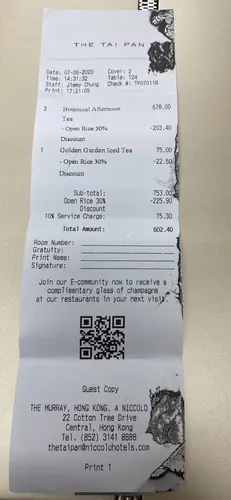 THE TAI PAN
Date: 07-06-2020 Cover: 2
Time: 14:31:32 Table: T24
Staff: Jimmy Chung Check #: TP070118
Print: 17:21:05
2 Botanical Afternoon 678.00
Tea
- Open Rice 30% -203.40
Discount
1 Golden Garden Iced Tea 75.00
- Open Rice 30% -22.50
Discount
Sub-total: 753.00
Open Rice 30% -225.90
Discount
10% Service Charge: 75.30
Total Amount: 602.40
Room Number:
Gratuity:
Print Name:
Signature:
Join our E-community now to receive a
complimentary glass of champagne
at our restaurants in your next visit.
Guest Copy
THE MURRAY, HONG KONG, A NICCOLO
22 Cotton Tree Drive
Central, Hong Kong
Tel. (852) 3141 8888
thetaipan@niccolohotels.com
Print 1